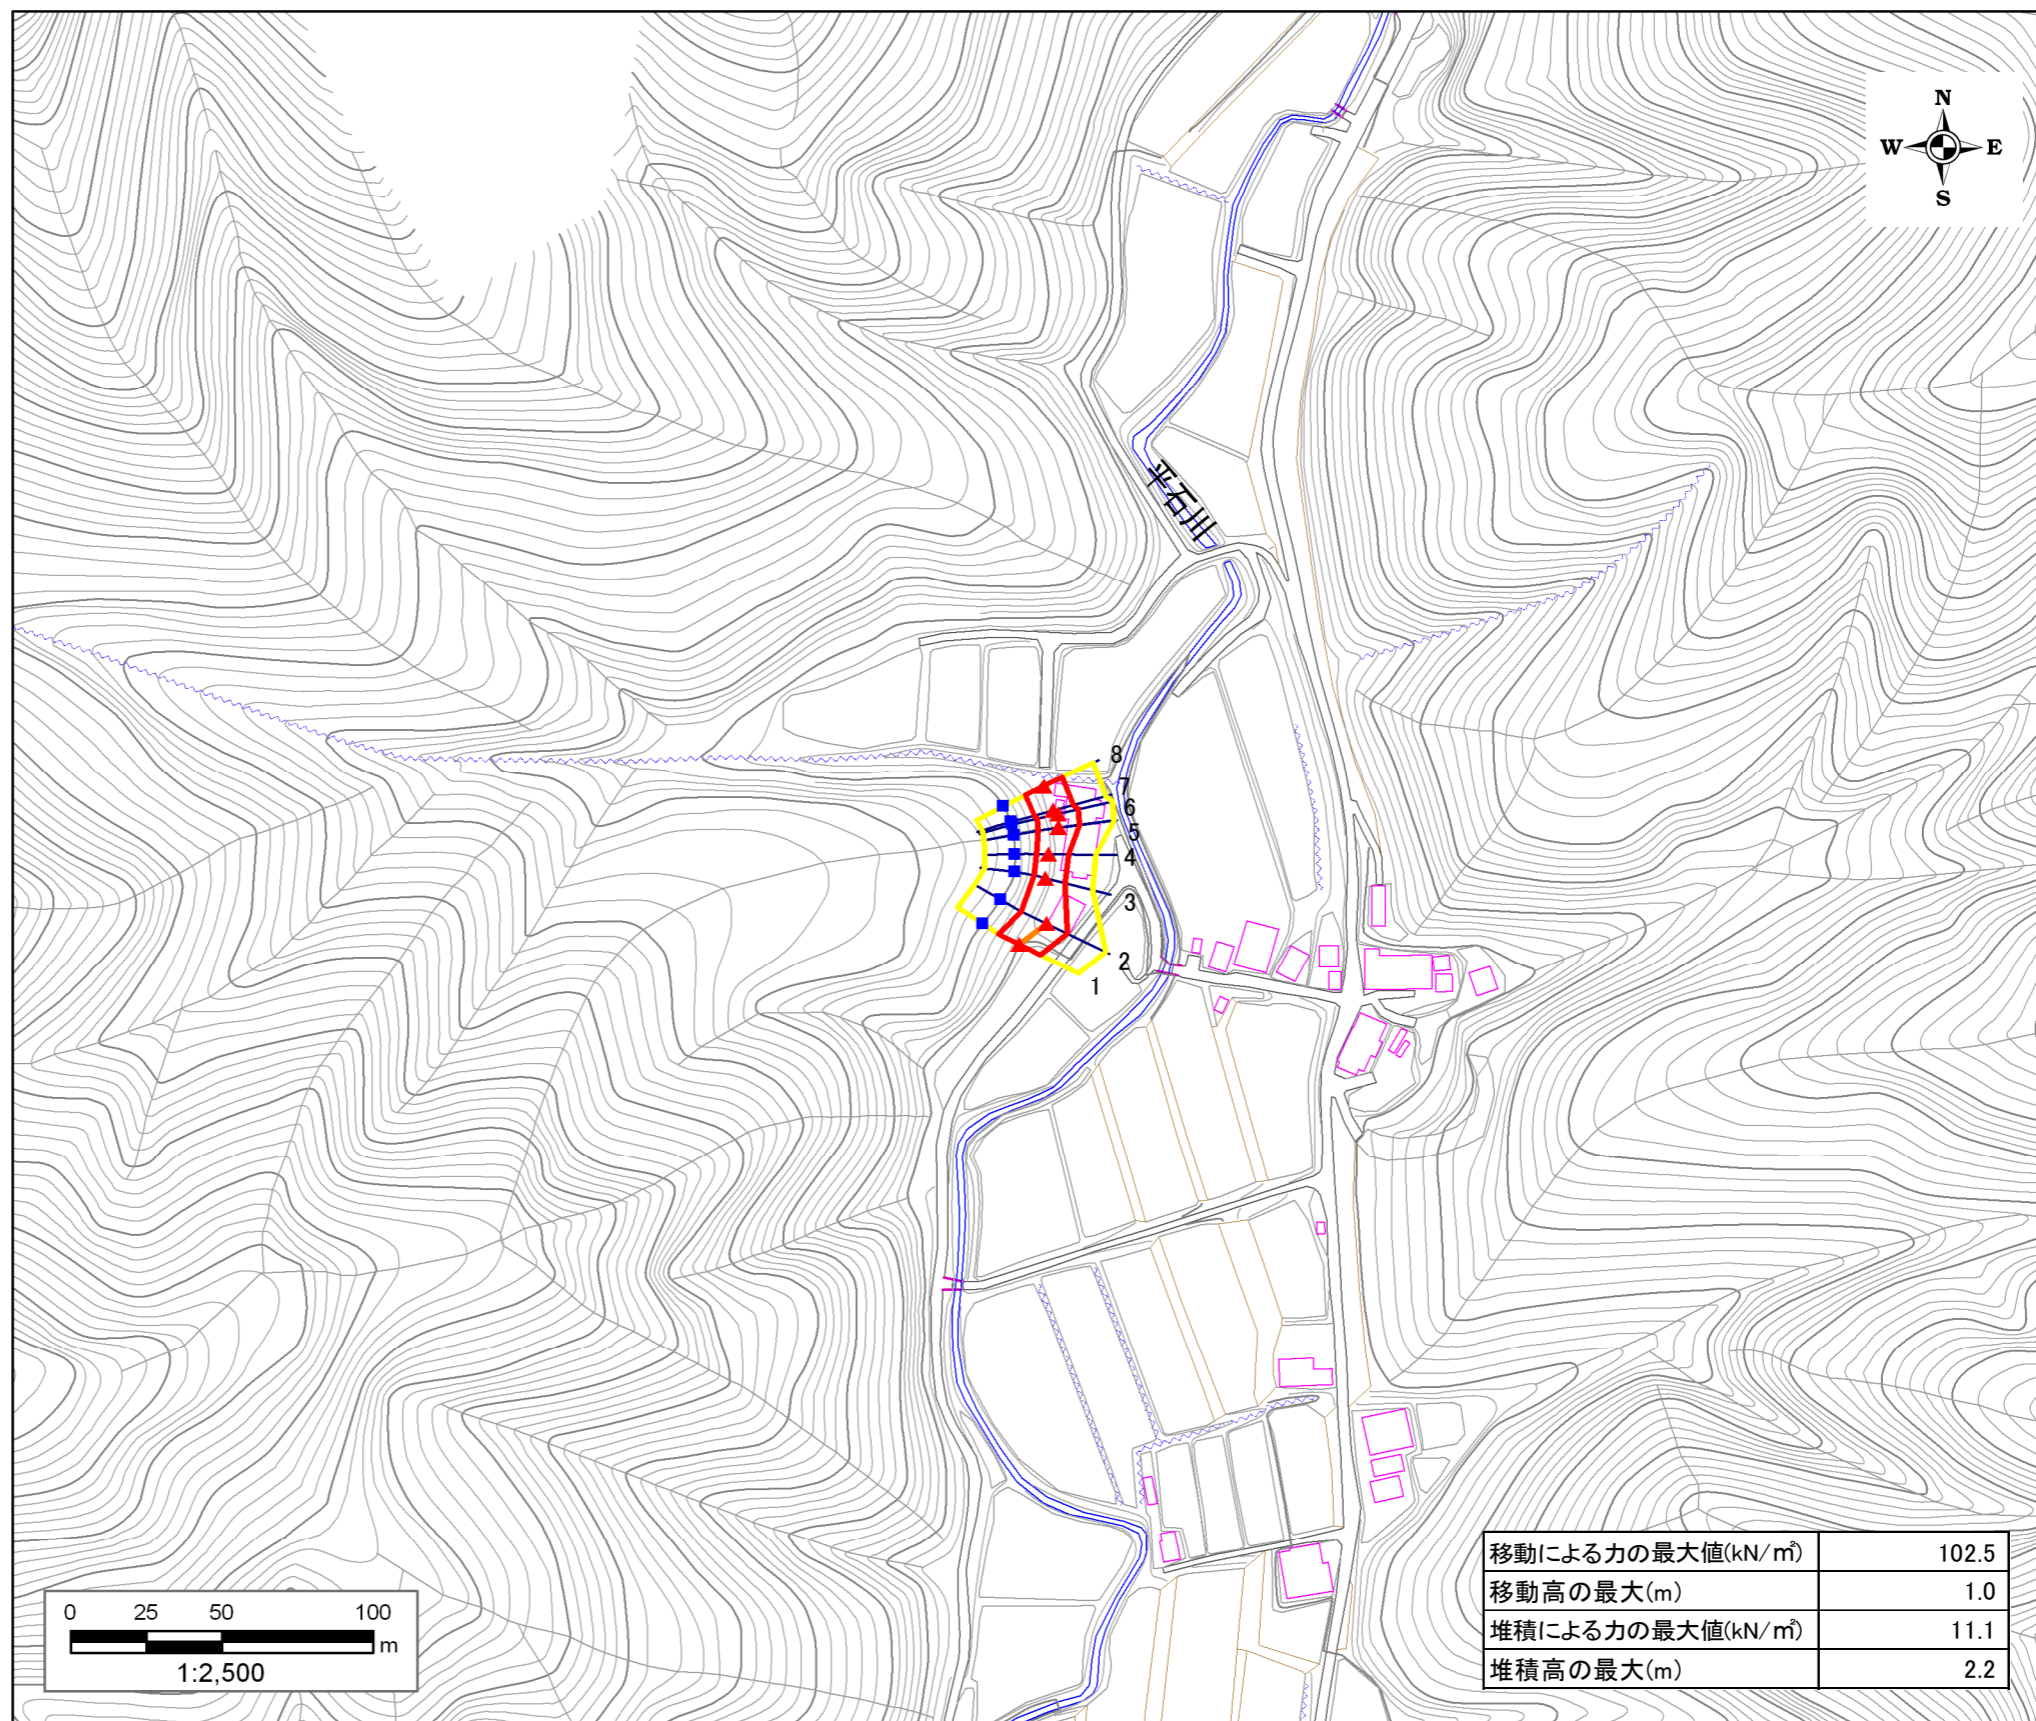 N
W E
S
平石川
8
7
6
5
4
3
2
1
移動による力の最大値(kN/㎡) 102.5
移動高の最大(m) 1.0
堆積による力の最大値(kN/㎡) 11.1
堆積高の最大(m) 2.2
0 25 50 100
m
1:2,500